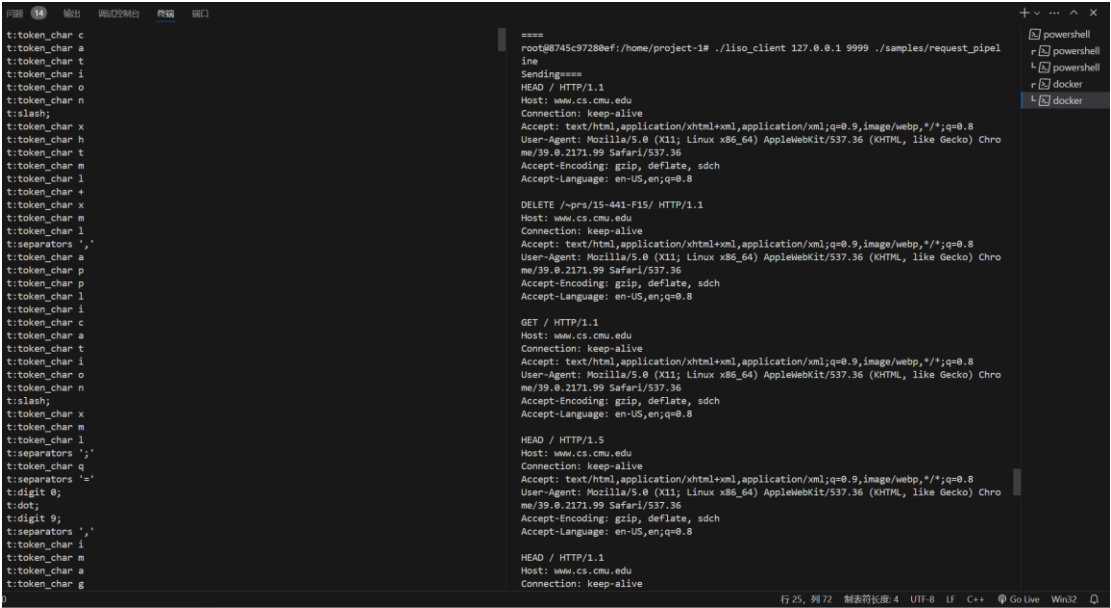 问题 14 输出 调试控制台 终端 端口
t:token_char c
t:token_char a
t:token_char t
t:token_char i
t:token_char o
t:token_char n
t:slash;
t:token_char x
t:token_char h
t:token_char t
t:token_char m
t:token_char l
t:token_char +
t:token_char x
t:token_char m
t:token_char l
t:separators ','
t:token_char a
t:token_char p
t:token_char p
t:token_char l
t:token_char i
t:token_char c
t:token_char a
t:token_char t
t:token_char i
t:token_char o
t:token_char n
t:slash;
t:token_char x
t:token_char m
t:token_char l
t:separators ';'
t:token_char q
t:separators '='
t:digit 0;
t:dot;
t:digit 9;
t:separators ','
t:token_char i
t:token_char m
t:token_char a
t:token_char g
====
root@8745c97280ef:/home/project-1# ./liso_client 127.0.0.1 9999 ./samples/request_pipel
ine
Sending====
HEAD / HTTP/1.1
Host: www.cs.cmu.edu
Connection: keep-alive
Accept: text/html,application/xhtml+xml,application/xml;q=0.9,image/webp,*/*;q=0.8
User-Agent: Mozilla/5.0 (X11; Linux x86_64) AppleWebKit/537.36 (KHTML, like Gecko) Chro
me/39.0.2171.99 Safari/537.36
Accept-Encoding: gzip, deflate, sdch
Accept-Language: en-US,en;q=0.8
DELETE /~prs/15-441-F15/ HTTP/1.1
Host: www.cs.cmu.edu
Connection: keep-alive
Accept: text/html,application/xhtml+xml,application/xml;q=0.9,image/webp,*/*;q=0.8
User-Agent: Mozilla/5.0 (X11; Linux x86_64) AppleWebKit/537.36 (KHTML, like Gecko) Chro
me/39.0.2171.99 Safari/537.36
Accept-Encoding: gzip, deflate, sdch
Accept-Language: en-US,en;q=0.8
GET / HTTP/1.1
Host: www.cs.cmu.edu
Connection: keep-alive
Accept: text/html,application/xhtml+xml,application/xml;q=0.9,image/webp,*/*;q=0.8
User-Agent: Mozilla/5.0 (X11; Linux x86_64) AppleWebKit/537.36 (KHTML, like Gecko) Chro
me/39.0.2171.99 Safari/537.36
Accept-Encoding: gzip, deflate, sdch
Accept-Language: en-US,en;q=0.8
HEAD / HTTP/1.5
Host: www.cs.cmu.edu
Connection: keep-alive
Accept: text/html,application/xhtml+xml,application/xml;q=0.9,image/webp,*/*;q=0.8
User-Agent: Mozilla/5.0 (X11; Linux x86_64) AppleWebKit/537.36 (KHTML, like Gecko) Chro
me/39.0.2171.99 Safari/537.36
Accept-Encoding: gzip, deflate, sdch
Accept-Language: en-US,en;q=0.8
HEAD / HTTP/1.1
Host: www.cs.cmu.edu
Connection: keep-alive
powershell
powershell
powershell
docker
docker
0 行 25，列 72 制表符长度: 4 UTF-8 LF C++ Go Live Win32